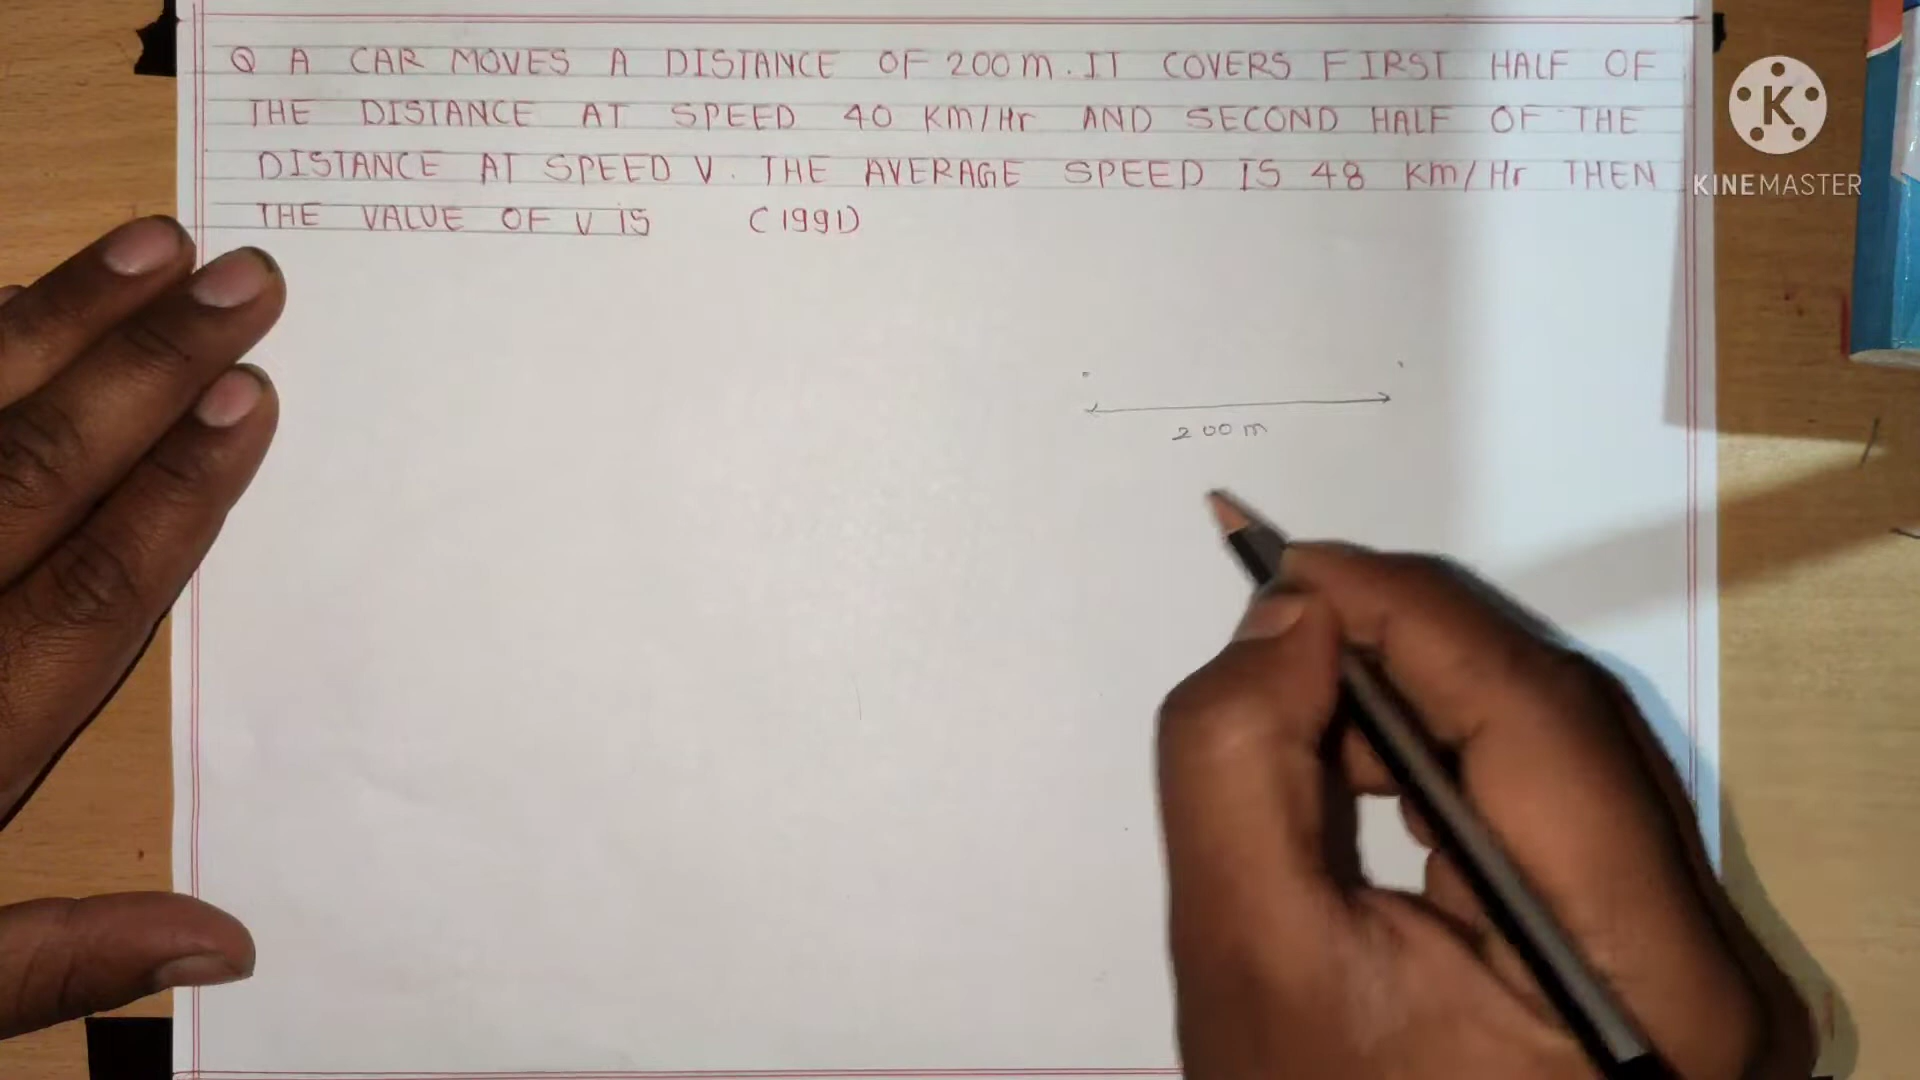 Q A CAR MOVES A DISTANCE OF 200 m. IT COVERS FIRST HALF OF
THE DISTANCE AT SPEED 40 KM/Hr AND SECOND HALF OF THE
DISTANCE AT SPEED V. THE AVERAGE SPEED IS 48 KM/Hr THEN
THE VALUE OF V iS (1991)
K
KINEMASTER
200 m